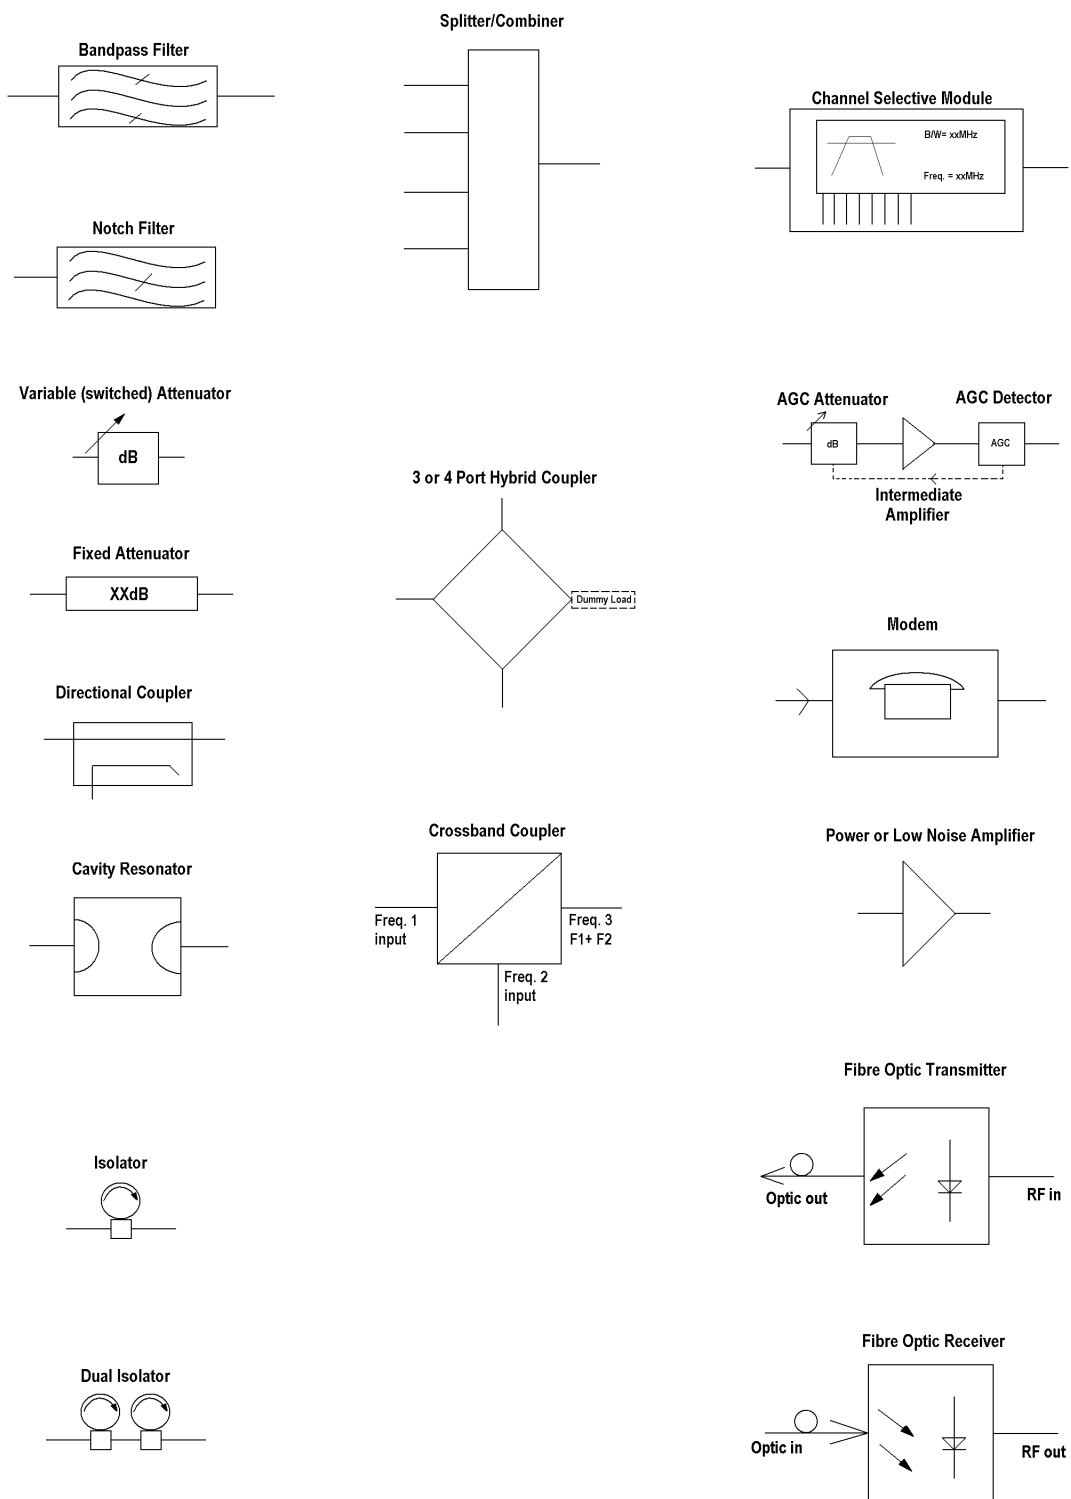 Splitter/Combiner
Bandpass Filter
Channel Selective Module
B/W= xxMHz
Freq. = xxMHz
Notch Filter
Variable (switched) Attenuator
dB
AGC Attenuator
AGC Detector
dB
AGC
Intermediate
Amplifier
3 or 4 Port Hybrid Coupler
Dummy Load
Fixed Attenuator
XXdB
Modem
Directional Coupler
Crossband Coupler
Freq. 1
input
Freq. 3
F1+ F2
Freq. 2
input
Power or Low Noise Amplifier
Cavity Resonator
Fibre Optic Transmitter
Optic out
RF in
Isolator
Fibre Optic Receiver
Optic in
RF out
Dual Isolator